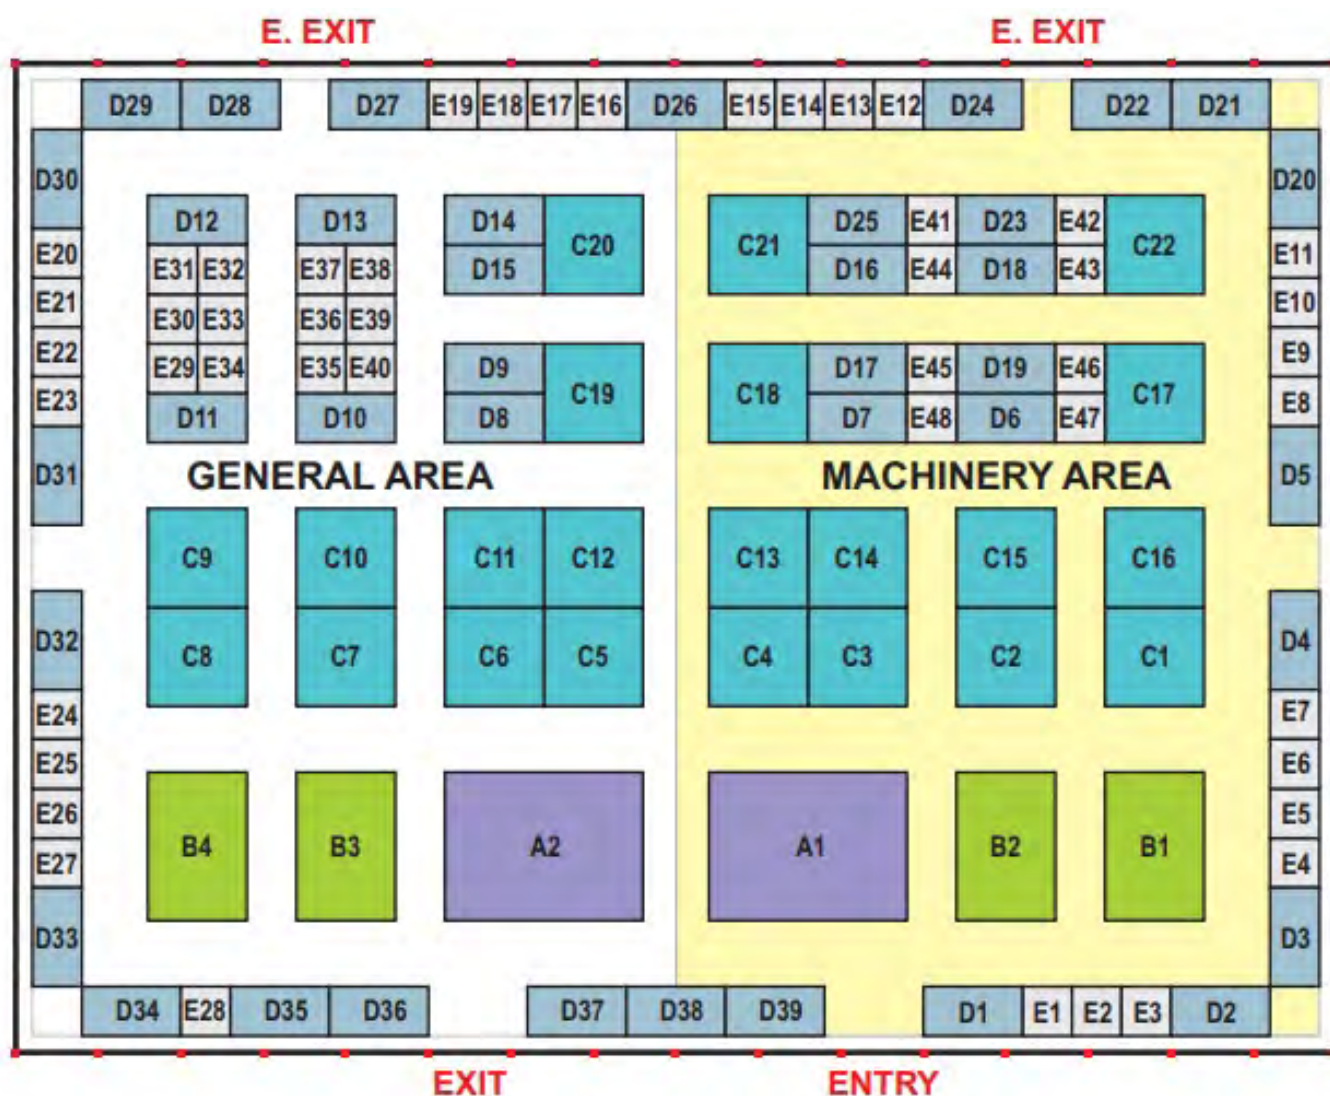 E. EXIT E. EXIT
D29 D28 D27 E19 E18 E17 E16 D26 E15 E14 E13 E12 D24 D22 D21
D30 D20
D12 D13 D14 C20 C21 D25 E41 D23 E42 C22
E20 E31 E32 E37 E38 D15 D16 E44 D18 E43 E11
E21 E30 E33 E36 E39 E10
E22 E29 E34 E35 E40 D9 C19 C18 D17 E45 D19 E46 C17 E9
E23 D11 D10 D8 D7 E48 D6 E47 E8
D31 GENERAL AREA MACHINERY AREA D5
C9 C10 C11 C12 C13 C14 C15 C16
D32 C8 C7 C6 C5 C4 C3 C2 C1 D4
E24 E7
E25 E6
E26 E5
E27 B4 B3 A2 A1 B2 B1 E4
D33 D3
D34 E28 D35 D36 D37 D38 D39 D1 E1 E2 E3 D2
EXIT ENTRY